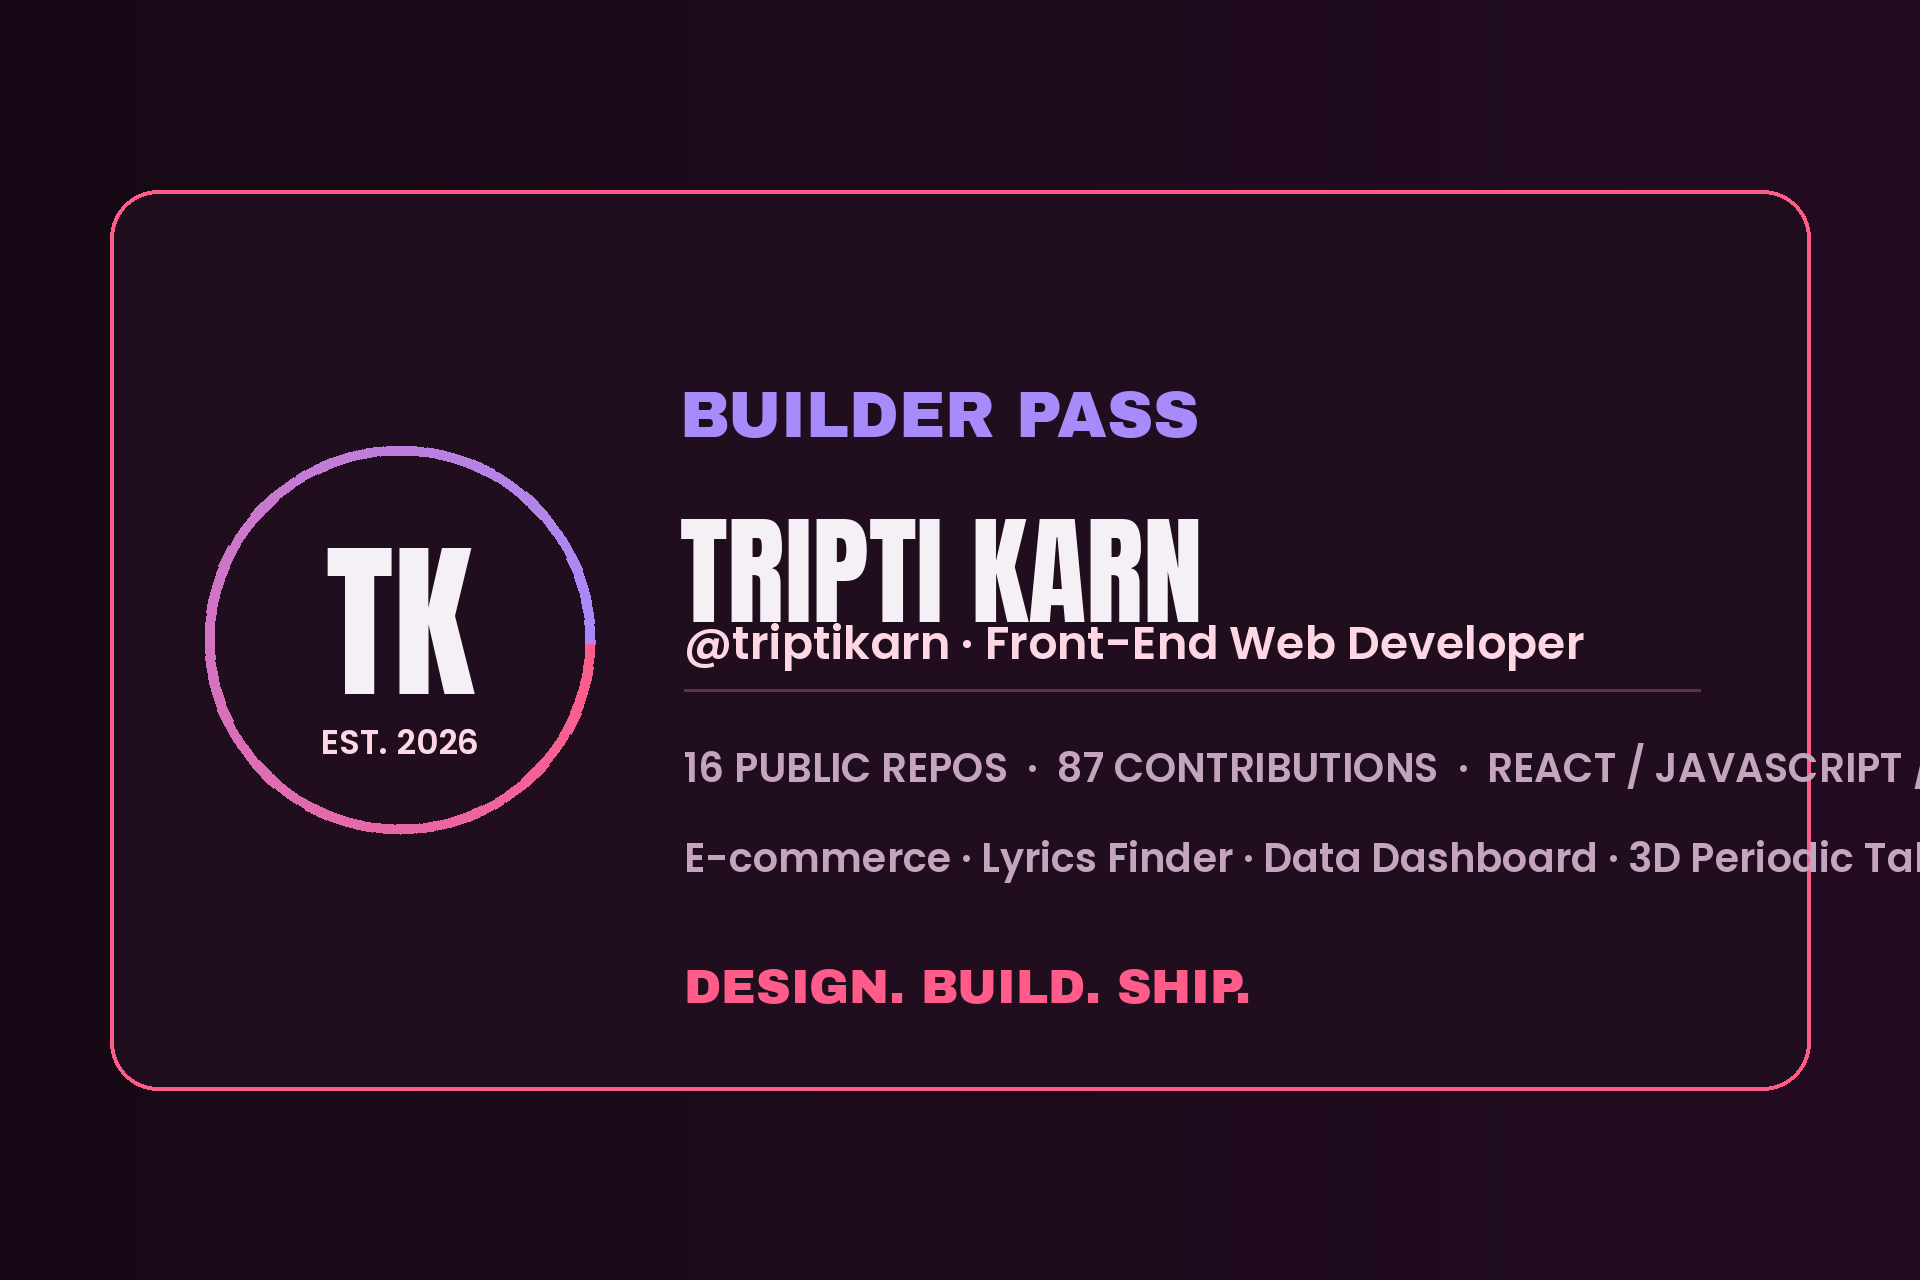 BUILDER PASS
TRIPTI KARN
@triptikarn · Front-End Web Developer
TK
EST. 2026
16 PUBLIC REPOS · 87 CONTRIBUTIONS · REACT / JAVASCRIPT /
E-commerce · Lyrics Finder · Data Dashboard · 3D Periodic
DESIGN. BUILD. SHIP.